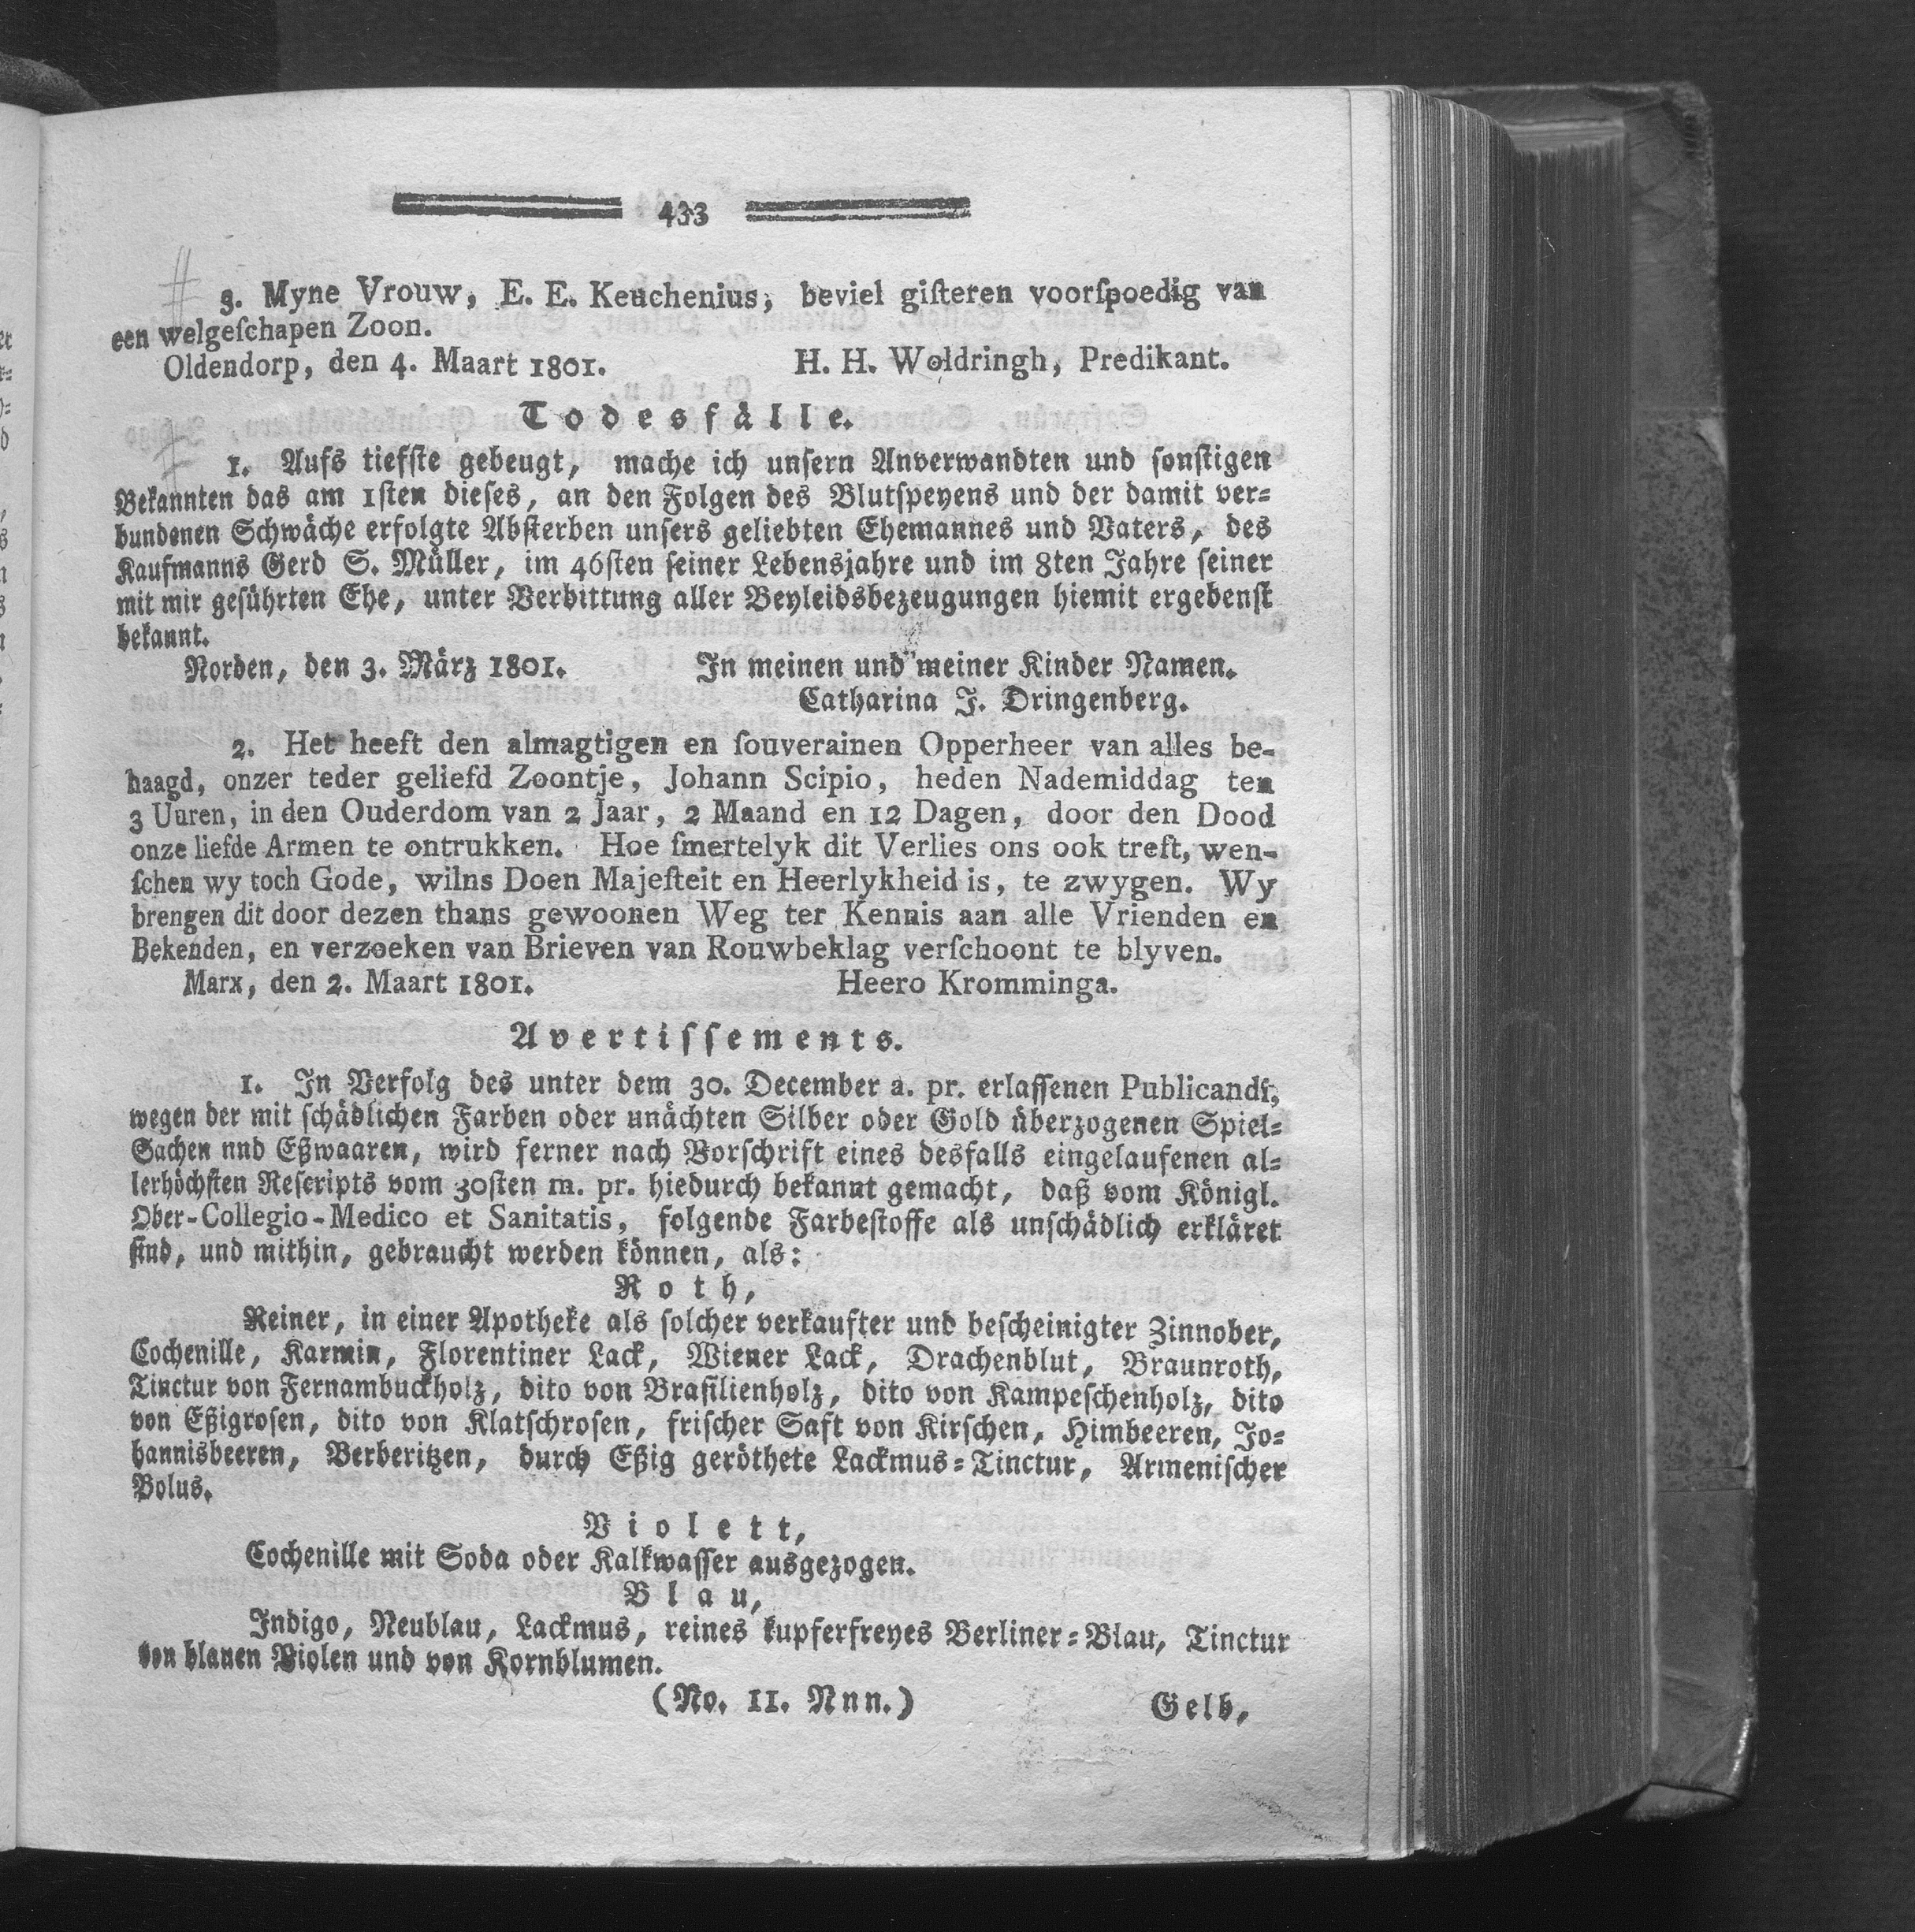 433
3. Myne Vrouw, E. E. Keuchenius, beviel giſteren voorſpoedig van
een welgeſchapen Zoon.
Oldendorp, den 4. Maart 1801. H. H. Woldringh, Predikant.
Todesfälle.
1. Aufs tiefſte gebeugt, mache ich unſern Anverwandten und ſonſtigen
Bekannten das am 1ſten dieſes, an den Folgen des Blutſpeyens und der damit ver-
bundenen Schwäche erfolgte Abſterben unſers geliebten Ehemannes und Vaters, des
Kaufmanns Gerd S. Müller, im 46ſten ſeiner Lebensjahre und im 8ten Jahre ſeiner
mit mir geführten Ehe, unter Verbittung aller Beyleidsbezeugungen hiemit ergebenſt
bekannt.
Norden, den 3. März 1801. In meinen und meiner Kinder Namen.
Catharina J. Dringenberg.
2. Het heeft den almagtigen en ſouverainen Opperheer van alles be-
haagd, onzer teder geliefd Zoontje, Johann Scipio, heden Nademiddag ten
3 Uuren, in den Ouderdom van 2 Jaar, 2 Maand en 12 Dagen, door den Dood
onze liefde Armen te ontrukken. Hoe ſmertelyk dit Verlies ons ook treft, wen-
ſchen wy toch Gode, wilns Doen Majeſteit en Heerlykheid is, te zwygen. Wy
brengen dit door dezen thans gewoonen Weg ter Kennis aan alle Vrienden en
Bekenden, en verzoeken van Brieven van Rouwbeklag verſchoont te blyven.
Marx, den 2. Maart 1801. Heero Kromminga.
Avertiſſements.
1. In Verfolg des unter dem 30. December a. pr. erlaſſenen Publicandi,
wegen der mit ſchädlichen Farben oder unächten Silber oder Gold überzogenen Spiel-
Sachen nnd Eßwaaren, wird ferner nach Vorſchrift eines desfalls eingelaufenen al-
lerhöchſten Reſcripts vom 30ſten m. pr. hiedurch bekannt gemacht, daß vom Königl.
Ober-Collegio-Medico et Sanitatis, folgende Farbeſtoffe als unſchädlich erkläret
ſind, und mithin, gebraucht werden können, als:
Roth,
Reiner, in einer Apotheke als ſolcher verkaufter und beſcheinigter Zinnober,
Cochenille, Karmin, Florentiner Lack, Wiener Lack, Drachenblut, Braunroth,
Tinctur von Fernambuckholz, dito von Braſilienholz, dito von Kampeſchenholz, dito
von Eßigroſen, dito von Klatſchroſen, friſcher Saft von Kirſchen, Himbeeren, Jo-
hannisbeeren, Berberitzen, durch Eßig geröthete Lackmus-Tinctur, Armeniſcher
Bolus.
Violett,
Cochenille mit Soda oder Kalkwaſſer ausgezogen.
Blau,
Indigo, Neublau, Lackmus, reines kupferfreyes Berliner-Blau, Tinctur
von blauen Violen und von Kornblumen.
(No. 11. Nnn.) Gelb,